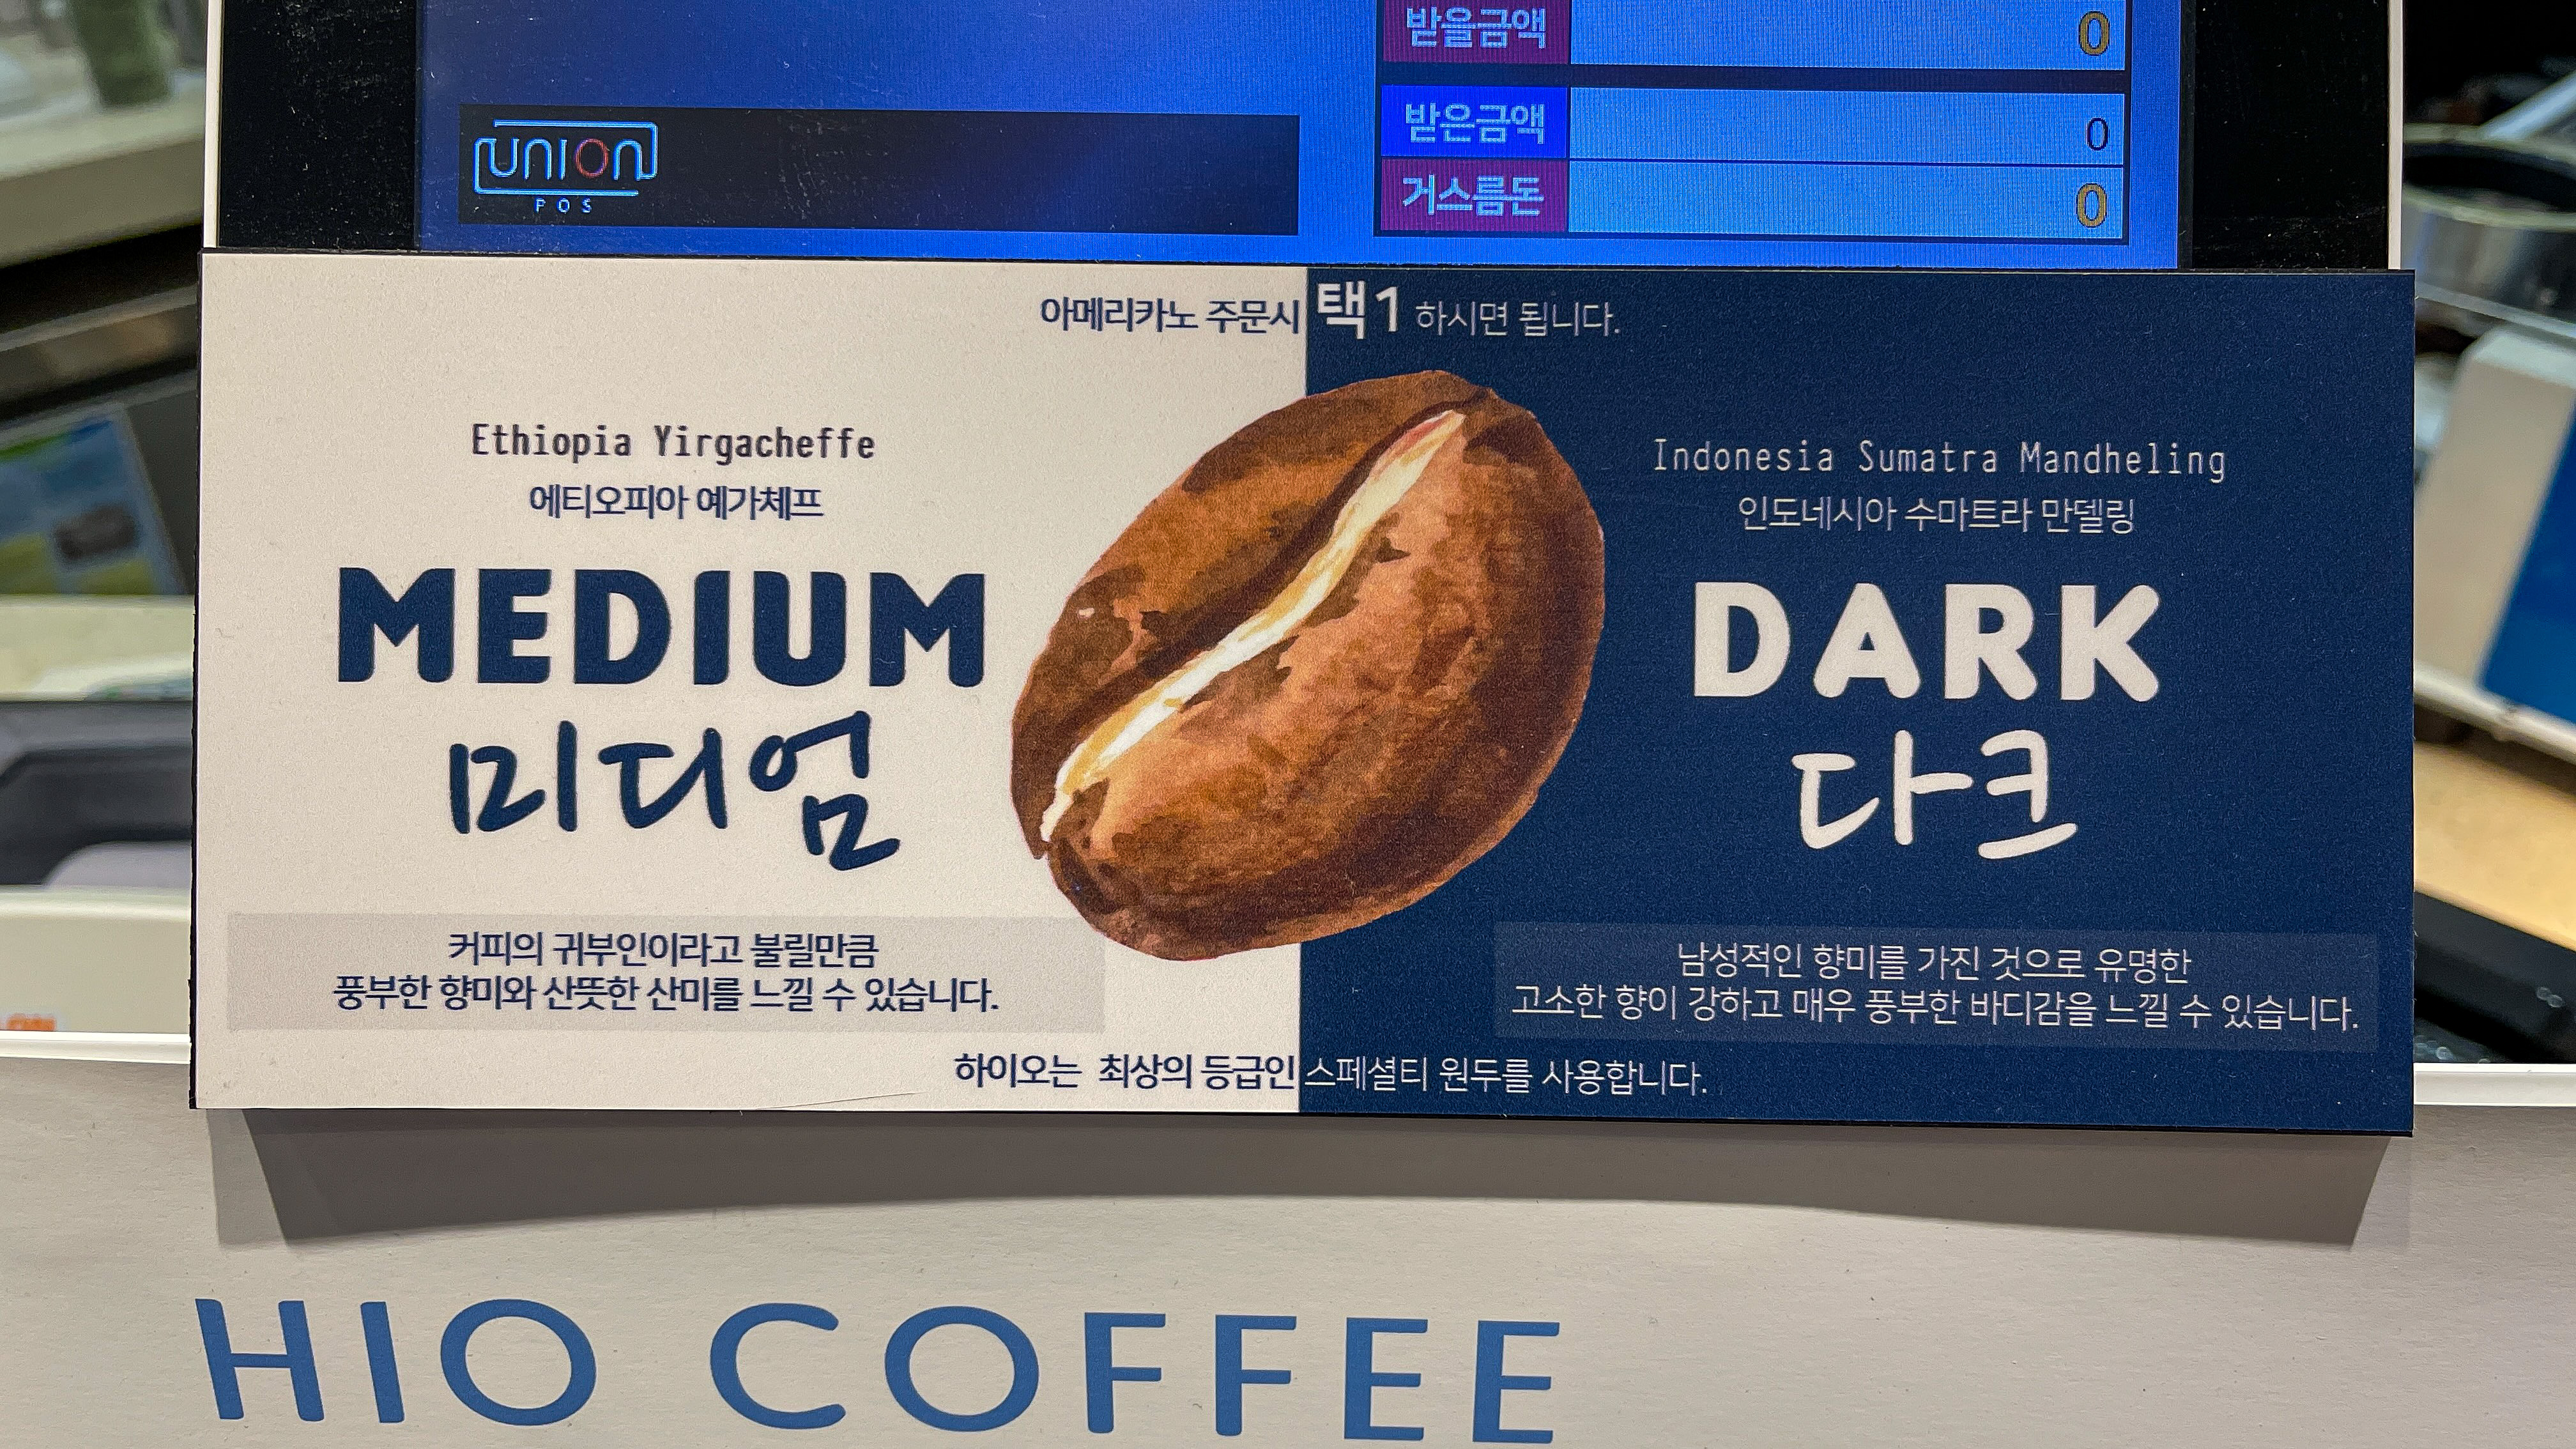 받을금액 0
UNION
POS
받은금액 0
거스름돈 0
아메리카노 주문시 택1 하시면 됩니다.
Ethiopia Yirgacheffe
에티오피아 예가체프
MEDIUM
미디엄
커피의 귀부인이라고 불릴만큼
풍부한 향미와 산뜻한 산미를 느낄 수 있습니다.
Indonesia Sumatra Mandheling
인도네시아 수마트라 만델링
DARK
다크
남성적인 향미를 가진 것으로 유명한
고소한 향이 강하고 매우 풍부한 바디감을 느낄 수 있습니다.
하이오는 최상의 등급인 스페셜티 원두를 사용합니다.
HIO COFFEE